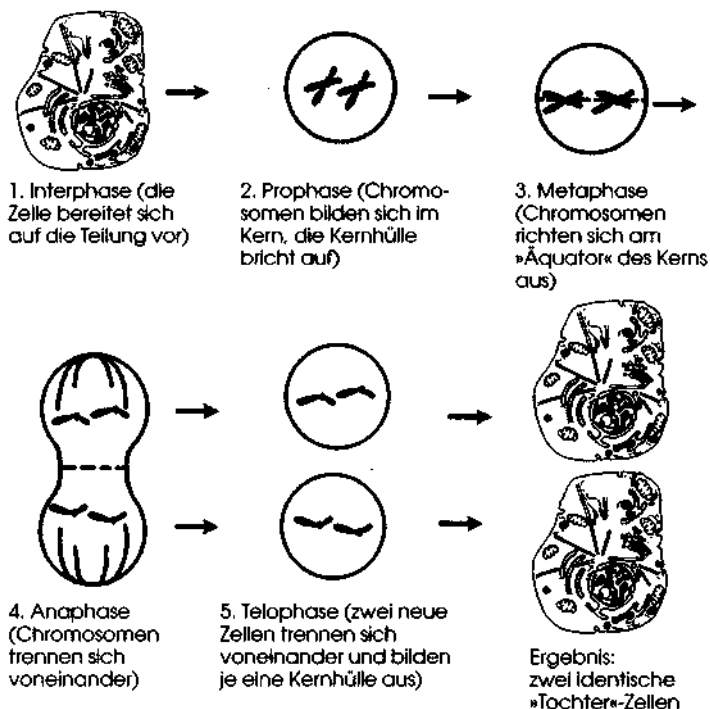 1. Interphase (die
Zelle bereitet sich
auf die Teilung vor)
2. Prophase (Chromo-
somen bilden sich im
Kern, die Kernhülle
bricht auf)
3. Metaphase
(Chromosomen
richten sich am
»Äquator« des Kerns
aus)
4. Anaphase
(Chromosomen
trennen sich
voneinander)
5. Telophase (zwei neue
Zellen trennen sich
voneinander und bilden
je eine Kernhülle aus)
Ergebnis:
zwei identische
»Tochter«-Zellen